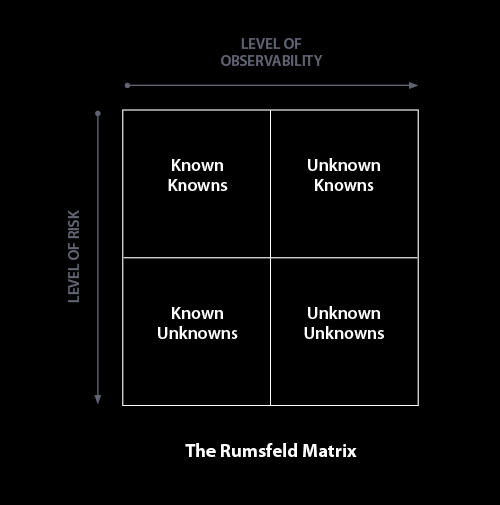 LEVEL OF
OBSERVABILITY
LEVEL OF RISK
Known
Knowns
Unknown
Knowns
Known
Unknowns
Unknown
Unknowns
The Rumsfeld Matrix